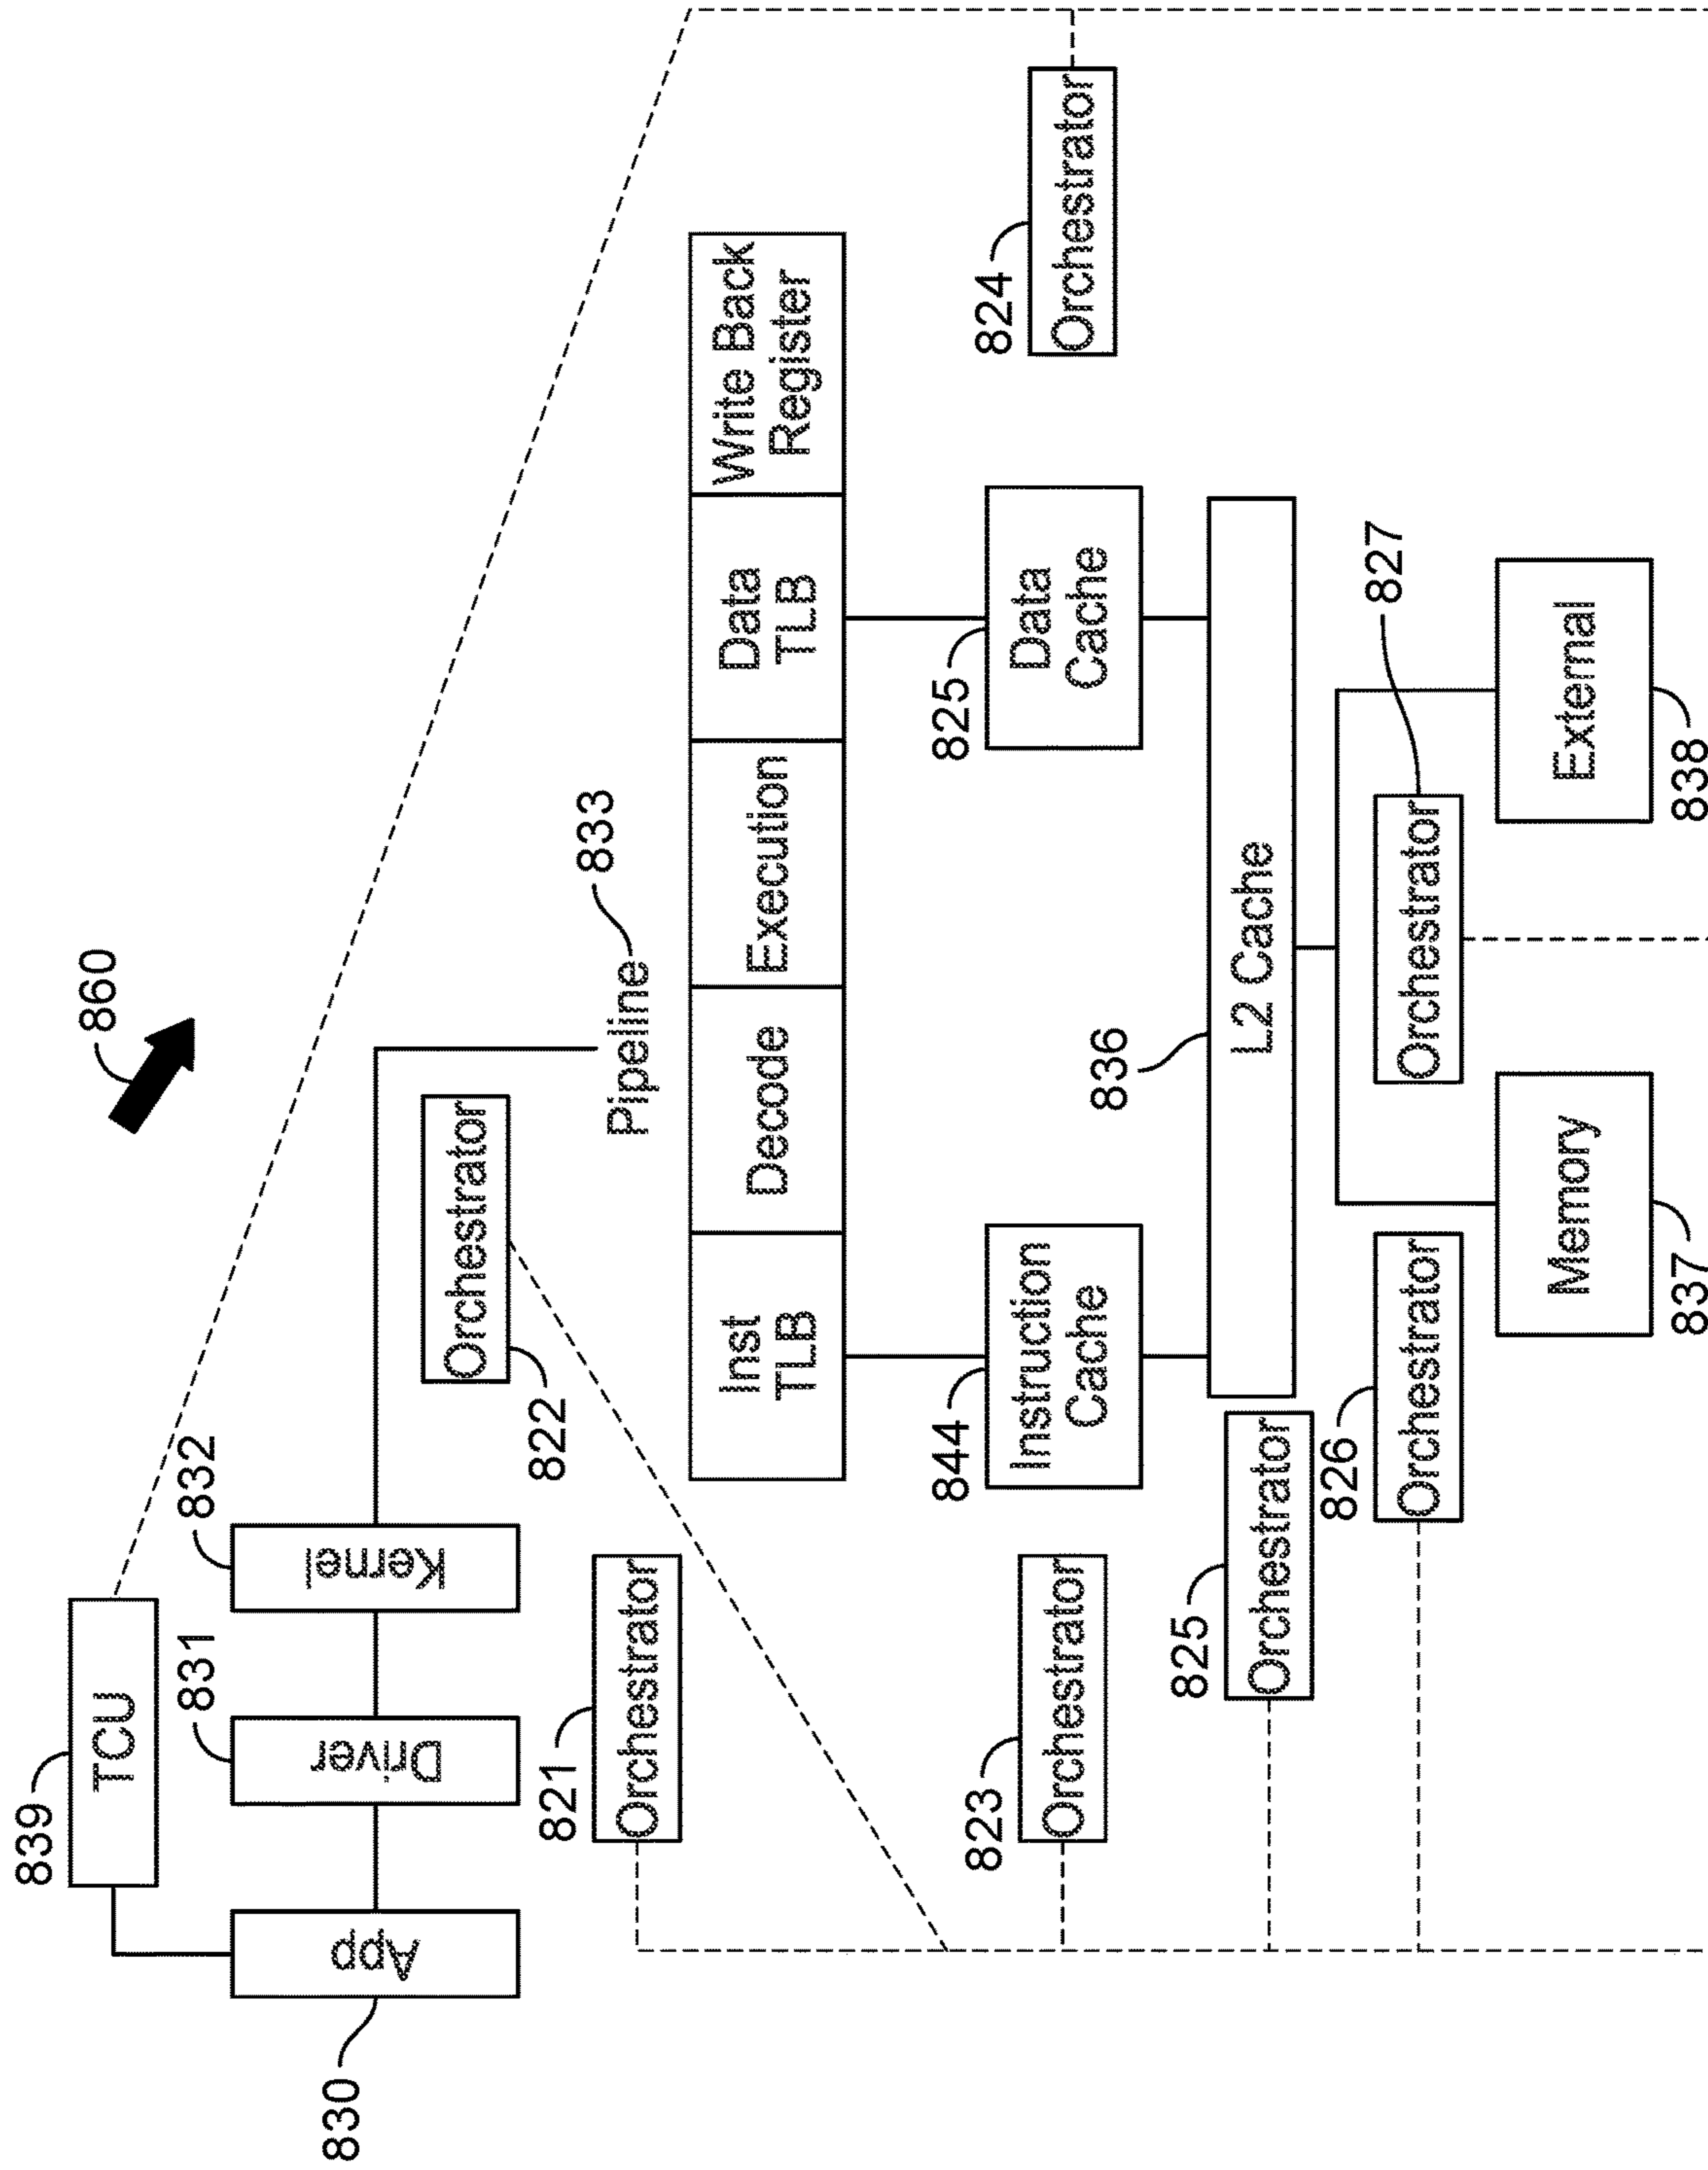 860
839
TCU
830
App
831
Driver
832
Kernel
821
Orchestrator
822
Orchestrator
Pipeline
833
Inst
TLB
Decode
Execution
Data
TLB
Write Back
Register
844
Instruction
Cache
825
Data
Cache
823
Orchestrator
824
Orchestrator
836
L2 Cache
825
Orchestrator
826
Orchestrator
827
Orchestrator
Memory
837
External
838